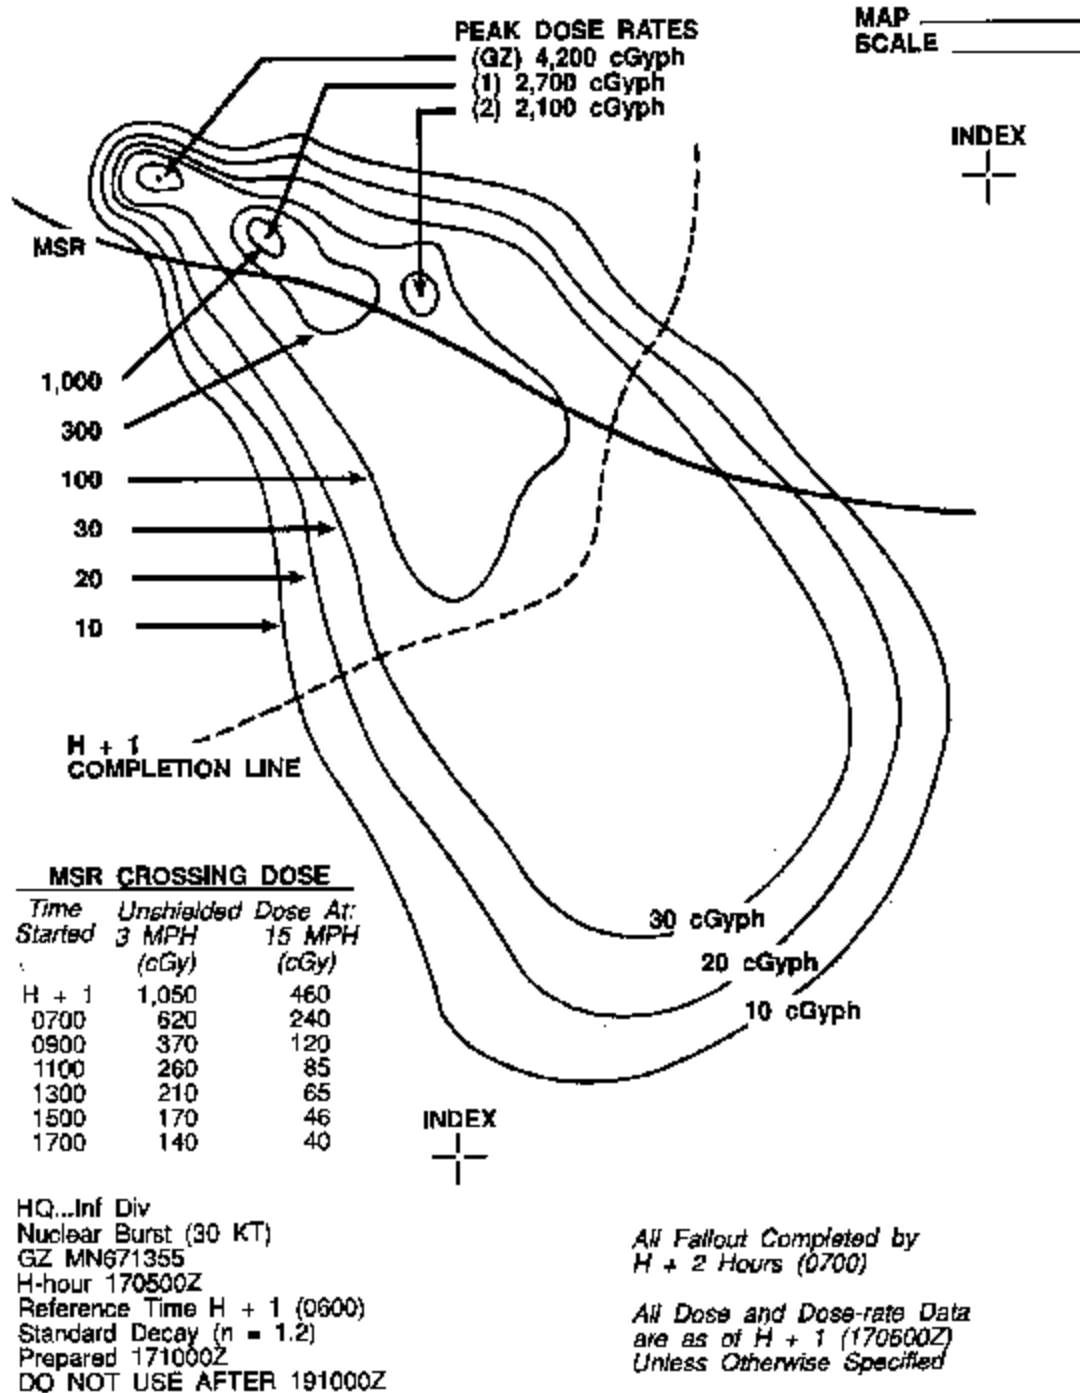 PEAK DOSE RATES
(GZ) 4,200 cGyph
(1) 2,700 cGyph
(2) 2,100 cGyph
MAP
SCALE
INDEX
MSR
1,000
300
100
30
20
10
H + 1
COMPLETION LINE
30 cGyph
20 cGyph
10 cGyph
MSR CROSSING DOSE
Time Unshielded Dose At:
Started 3 MPH 15 MPH
(cGy) (cGy)
H + 1 1,050 460
0700 620 240
0900 370 120
1100 260 85
1300 210 65
1500 170 46
1700 140 40
INDEX
HQ...Inf Div
Nuclear Burst (30 KT)
GZ MN671355
H-hour 170500Z
Reference Time H + 1 (0600)
Standard Decay (n = 1.2)
Prepared 171000Z
DO NOT USE AFTER 191000Z
All Fallout Completed by
H + 2 Hours (0700)
All Dose and Dose-rate Data
are as of H + 1 (170600Z)
Unless Otherwise Specified